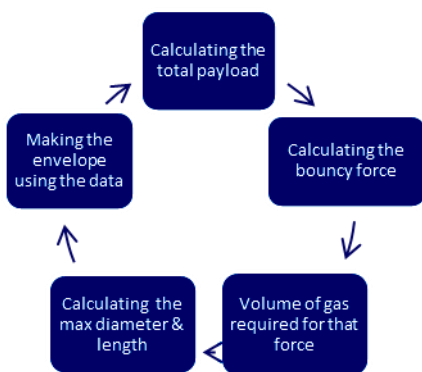 Calculating the
total payload
Calculating the
bouncy force
Volume of gas
required for that
force
Calculating the
max diameter &
length
Making the
envelope
using the data